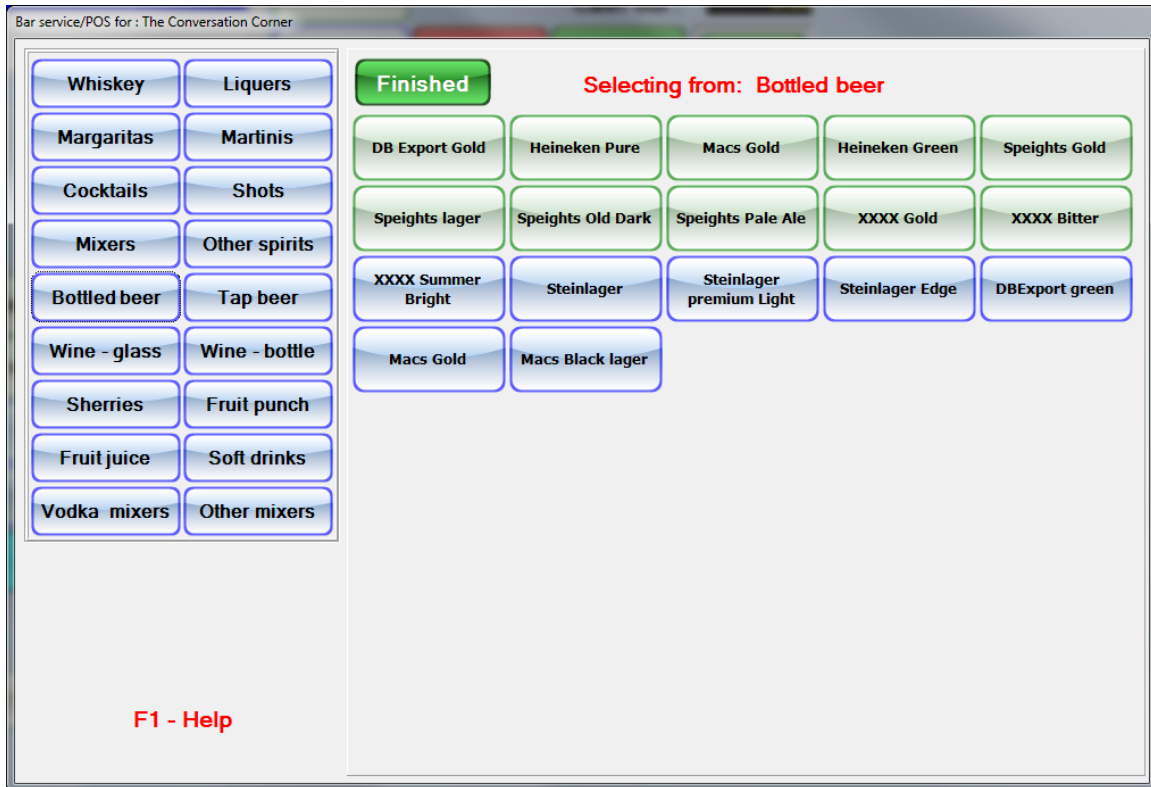 Bar service/POS for : The Conversation Corner
Whiskey Liquers
Margaritas Martinis
Cocktails Shots
Mixers Other spirits
Bottled beer Tap beer
Wine - glass Wine - bottle
Sherries Fruit punch
Fruit juice Soft drinks
Vodka mixers Other mixers
F1 - Help
Finished Selecting from: Bottled beer
DB Export Gold Heineken Pure Macs Gold Heineken Green Speights Gold
Speights lager Speights Old Dark Speights Pale Ale XXXX Gold XXXX Bitter
XXXX Summer
Bright
Steinlager
Steinlager
premium Light
Steinlager Edge
DBExport green
Macs Gold Macs Black lager